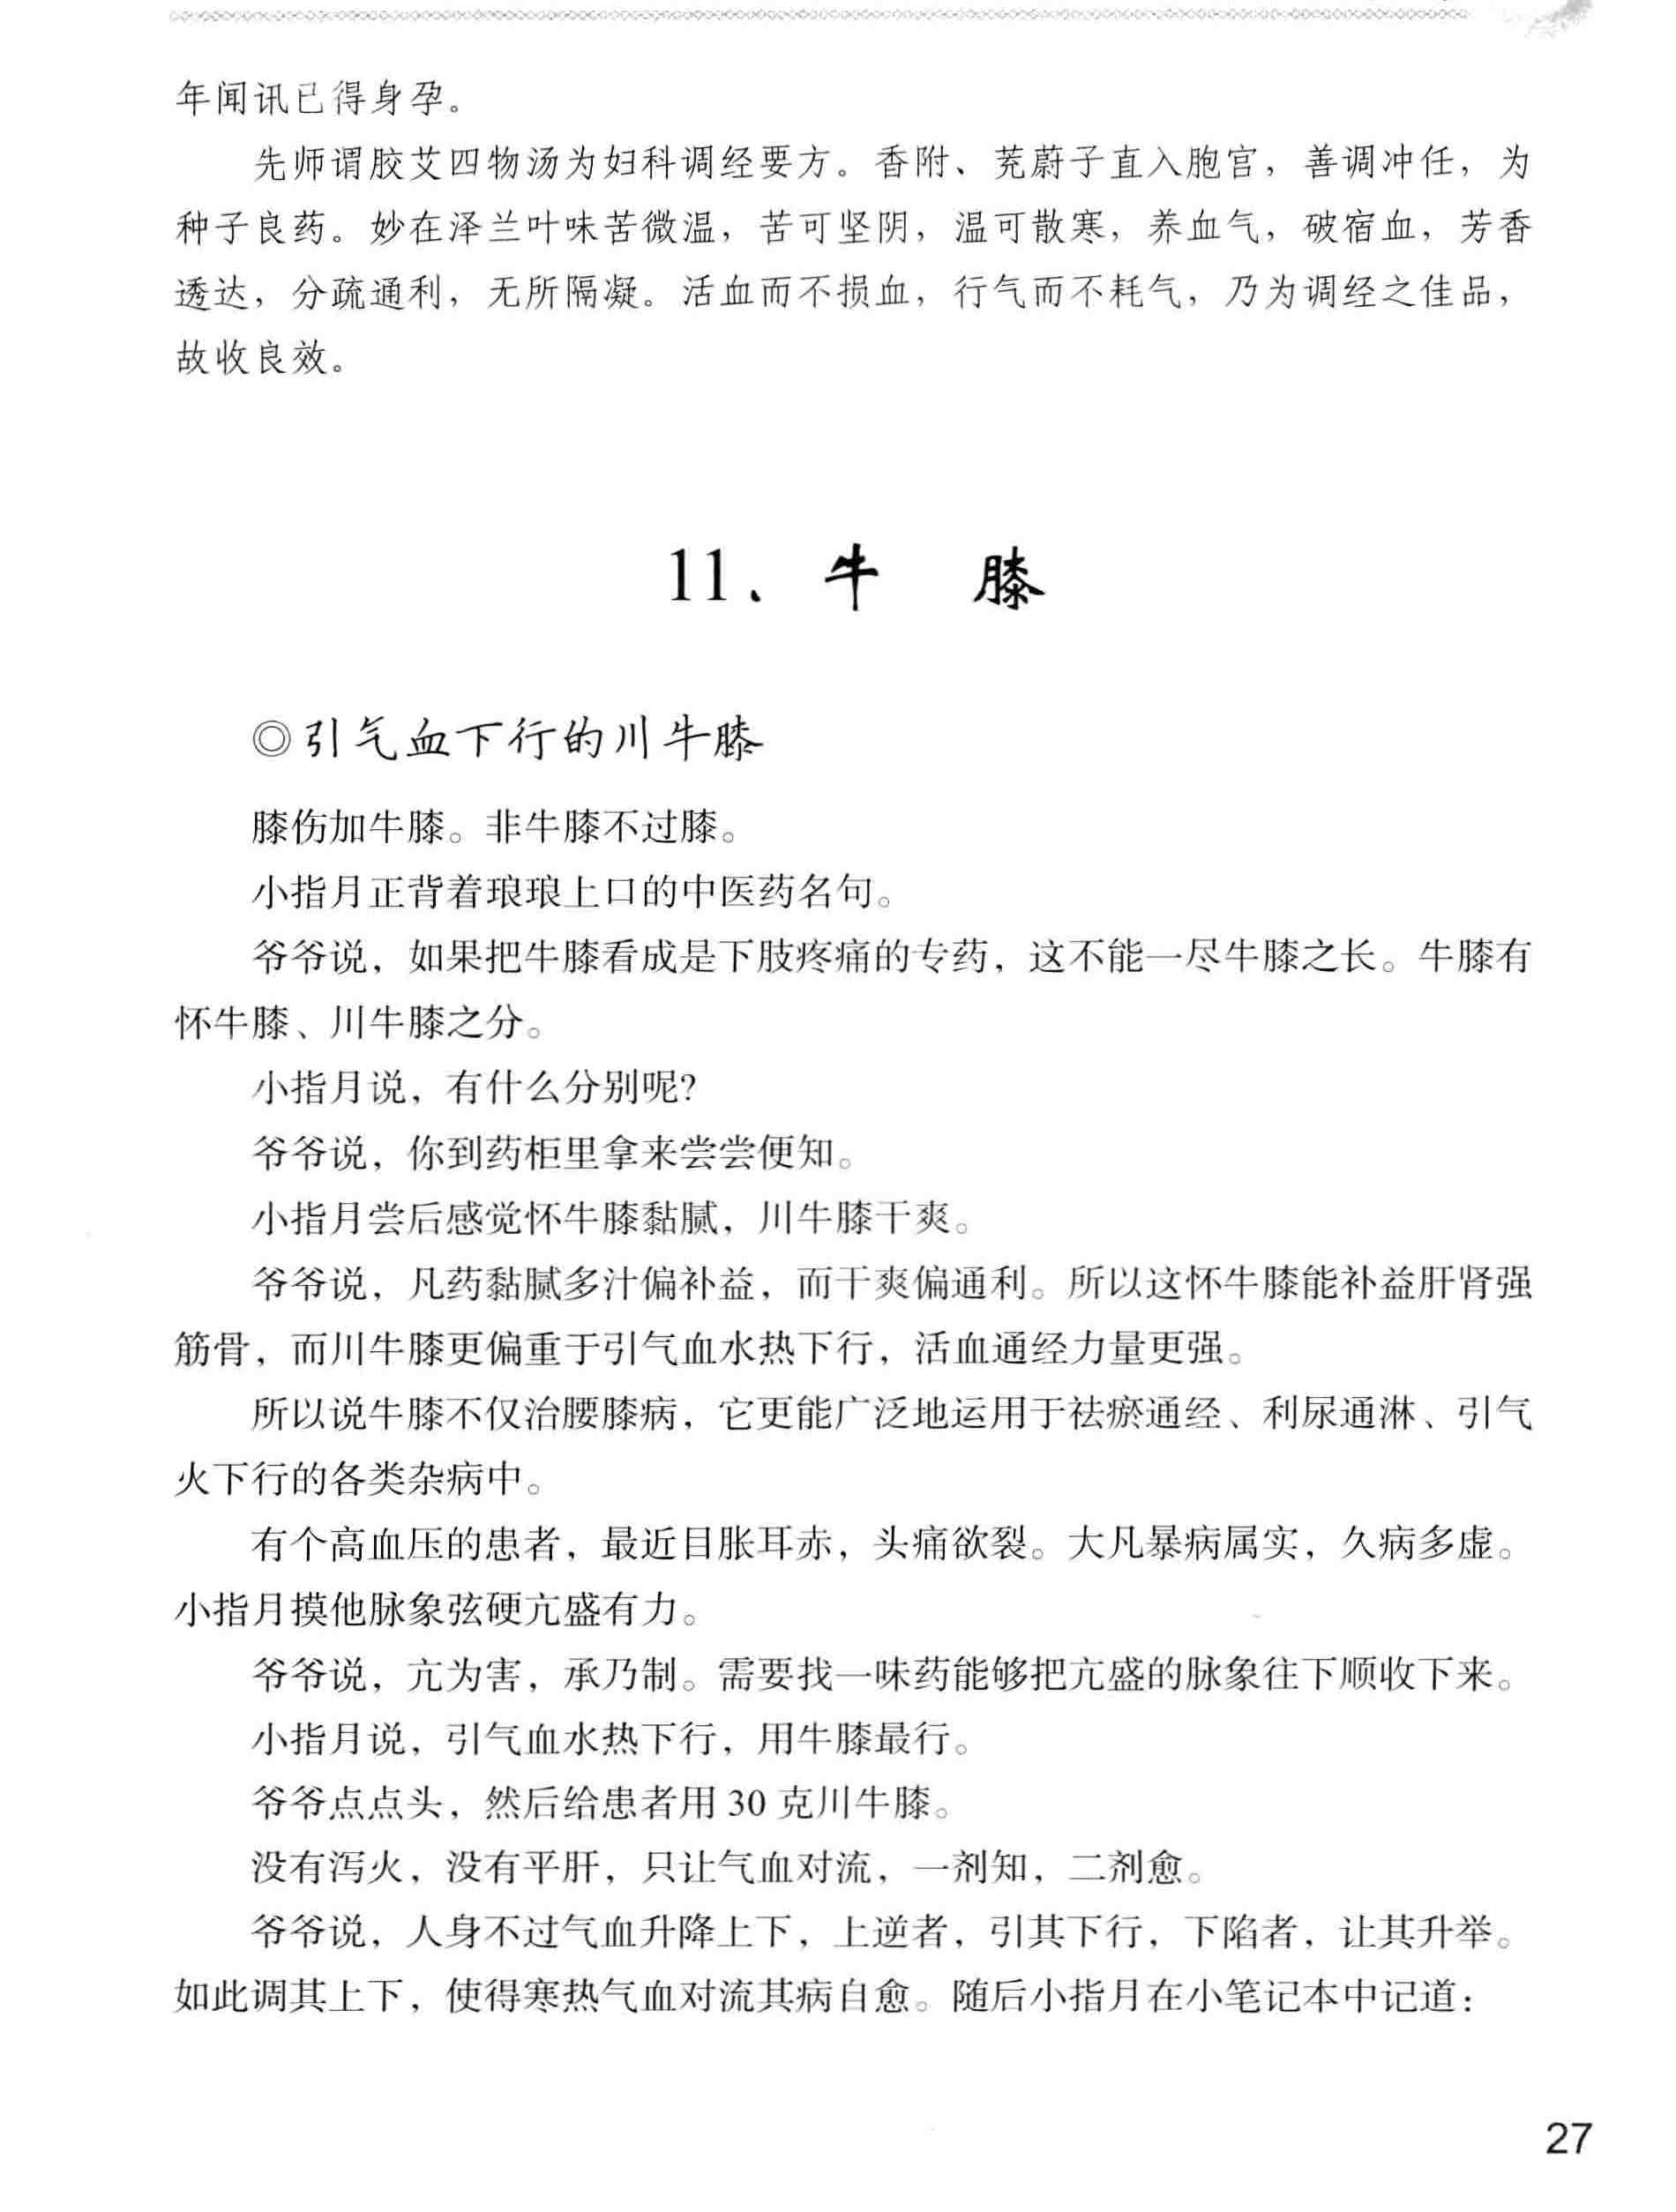 年闻讯已得身孕。
先师谓胶艾四物汤为妇科调经要方。香附、茺蔚子直入胞宫，善调冲任，为
种子良药。妙在泽兰叶味苦微温，苦可坚阴，温可散寒，养血气，破宿血，芳香
透达，分疏通利，无所隔凝。活血而不损血，行气而不耗气，乃为调经之佳品，
故收良效。
11、牛 膝
◎引气血下行的川牛膝
膝伤加牛膝。非牛膝不过膝。
小指月正背着琅琅上口的中医药名句。
爷爷说，如果把牛膝看成是下肢疼痛的专药，这不能一尽牛膝之长。牛膝有
怀牛膝、川牛膝之分。
小指月说，有什么分别呢?
爷爷说，你到药柜里拿来尝尝便知。
小指月尝后感觉怀牛膝黏腻，川牛膝干爽。
爷爷说，凡药黏腻多汁偏补益，而干爽偏通利。所以这怀牛膝能补益肝肾强
筋骨，而川牛膝更偏重于引气血水热下行，活血通经力量更强。
所以说牛膝不仅治腰膝病，它更能广泛地运用于祛瘀通经、利尿通淋、引气
火下行的各类杂病中。
有个高血压的患者，最近目胀耳赤，头痛欲裂。大凡暴病属实，久病多虚。
小指月摸他脉象弦硬亢盛有力。
爷爷说，亢为害，承乃制。需要找一味药能够把亢盛的脉象往下顺收下来。
小指月说，引气血水热下行，用牛膝最行。
爷爷点点头，然后给患者用 30 克川牛膝。
没有泻火，没有平肝，只让气血对流，一剂知，二剂愈。
爷爷说，人身不过气血升降上下，上逆者，引其下行，下陷者，让其升举。
如此调其上下，使得寒热气血对流其病自愈。随后小指月在小笔记本中记道：
27